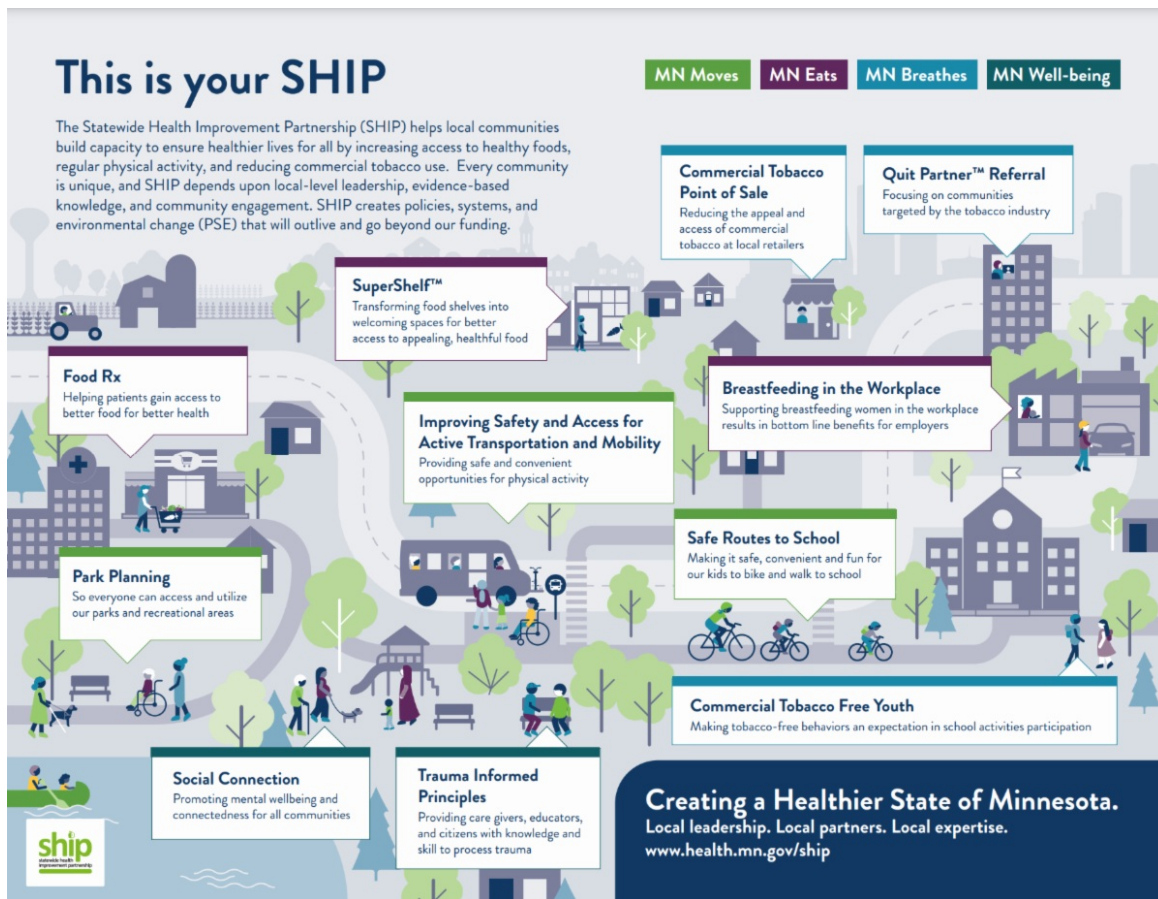 This is your SHIP
MN Moves
MN Eats
MN Breathes
MN Well-being
The Statewide Health Improvement Partnership (SHIP) helps local communities
build capacity to ensure healthier lives for all by increasing access to healthy foods,
regular physical activity, and reducing commercial tobacco use. Every community
is unique, and SHIP depends upon local-level leadership, evidence-based
knowledge, and community engagement. SHIP creates policies, systems, and
environmental change (PSE) that will outlive and go beyond our funding.
Commercial Tobacco
Point of Sale
Reducing the appeal and
access of commercial
tobacco at local retailers
Quit Partner™ Referral
Focusing on communities
targeted by the tobacco industry
SuperShelf™
Transforming food shelves into
welcoming spaces for better
access to appealing, healthful food
Food Rx
Helping patients gain access to
better food for better health
Breastfeeding in the Workplace
Supporting breastfeeding women in the workplace
results in bottom line benefits for employers
Improving Safety and Access for
Active Transportation and Mobility
Providing safe and convenient
opportunities for physical activity
Safe Routes to School
Making it safe, convenient and fun for
our kids to bike and walk to school
Park Planning
So everyone can access and utilize
our parks and recreational areas
Commercial Tobacco Free Youth
Making tobacco-free behaviors an expectation in school activities participation
Social Connection
Promoting mental wellbeing and
connectedness for all communities
Trauma Informed
Principles
Providing care givers, educators,
and citizens with knowledge and
skill to process trauma
Creating a Healthier State of Minnesota.
Local leadership. Local partners. Local expertise.
www.health.mn.gov/ship
ship
statewide health
improvement partnership